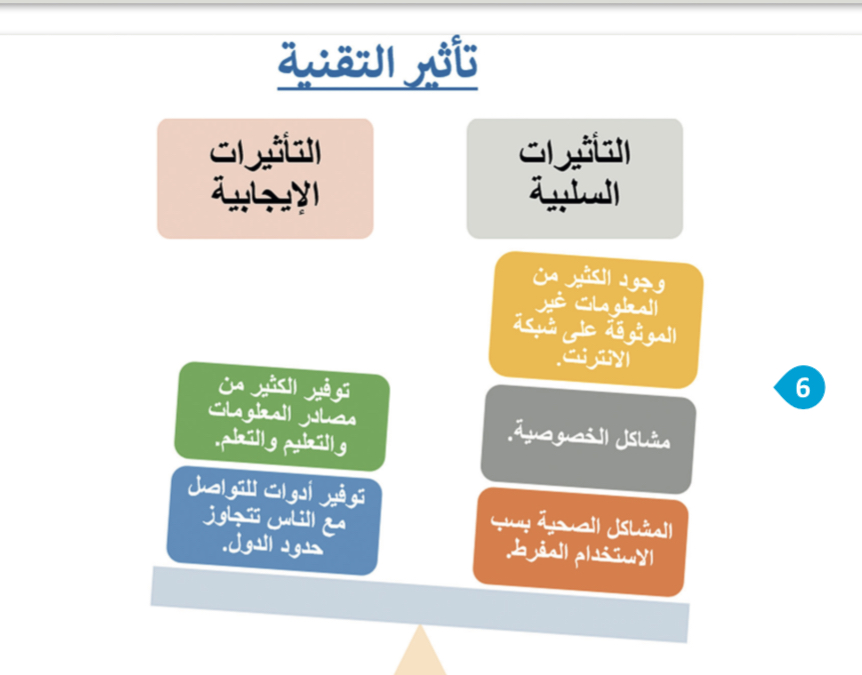 تأثير التقنية
التأثيرات
السلبية
التأثيرات
الإيجابية
وجود الكثير من
المعلومات غير
الموثوقة على شبكة
الانترنت.
مشاكل الخصوصية.
المشاكل الصحية بسب
الاستخدام المفرط.
توفير الكثير من
مصادر المعلومات
والتعليم والتعلم.
توفير أدوات للتواصل
مع الناس تتجاوز
حدود الدول.
6